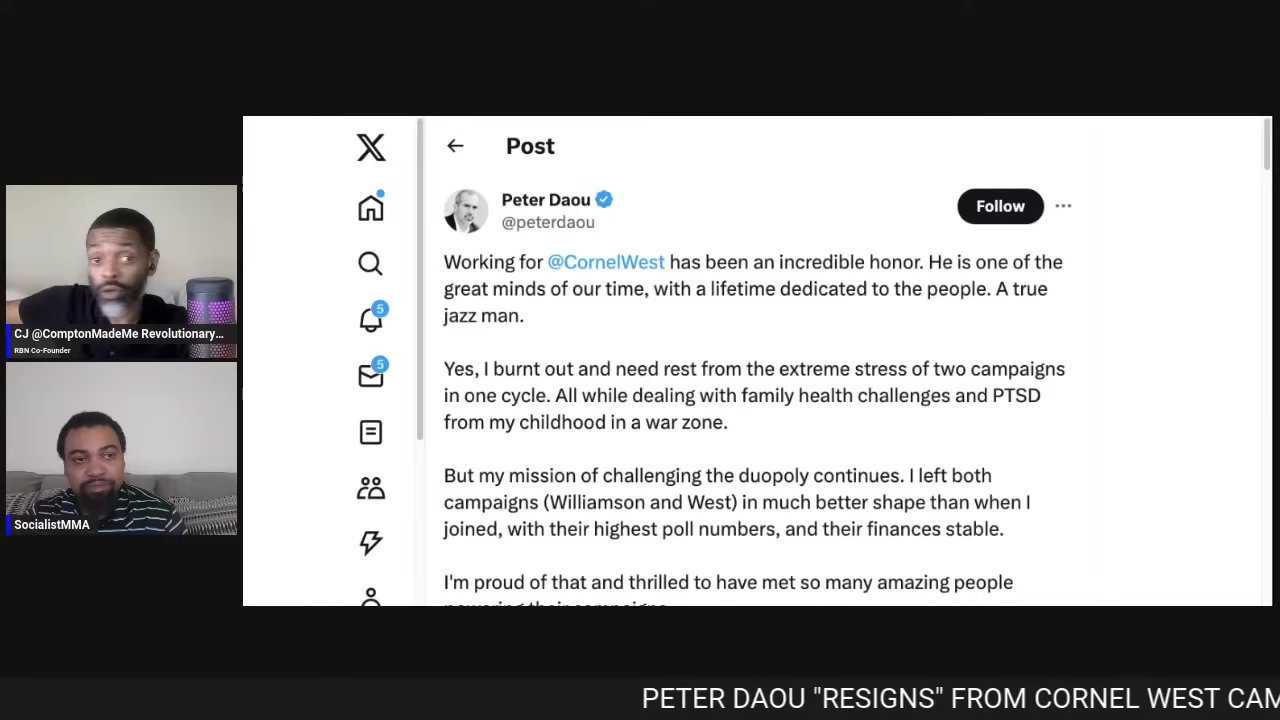 Post
Peter Daou
@peterdaou
Follow
Working for @CornelWest has been an incredible honor. He is one of the
great minds of our time, with a lifetime dedicated to the people. A true
jazz man.
Yes, I burnt out and need rest from the extreme stress of two campaigns
in one cycle. All while dealing with family health challenges and PTSD
from my childhood in a war zone.
But my mission of challenging the duopoly continues. I left both
campaigns (Williamson and West) in much better shape than when I
joined, with their highest poll numbers, and their finances stable.
I'm proud of that and thrilled to have met so many amazing people
powering their campaigns
5
5
CJ @ComptonMadeMe Revolutionary...
RBN Co-Founder
SocialistMMA
PETER DAOU "RESIGNS" FROM CORNEL WEST CAM